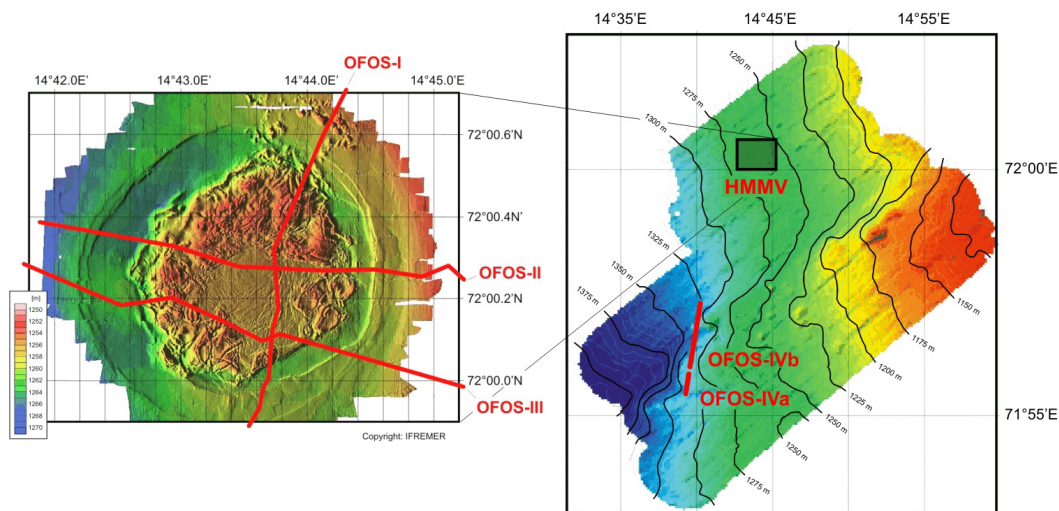 OFOS-I
14°42.0'E
14°43.0'E
14°44.0'E
14°45.0'E
72°00.6'N
72°00.4'N
OFOS-II
72°00.2'N
72°00.0'N
OFOS-III
[m]
1250
1252
1254
1256
1258
1260
1262
1264
1266
1268
1270
Copyright: IFREMER
14°35'E
14°45'E
14°55'E
1250 m
1275 m
1300 m
72°00'E
HMMV
1325 m
1350 m
1375 m
1150 m
1175 m
1200 m
OFOS-IVb
OFOS-IVa
1225 m
71°55'E
1250 m
1250 m
1275 m